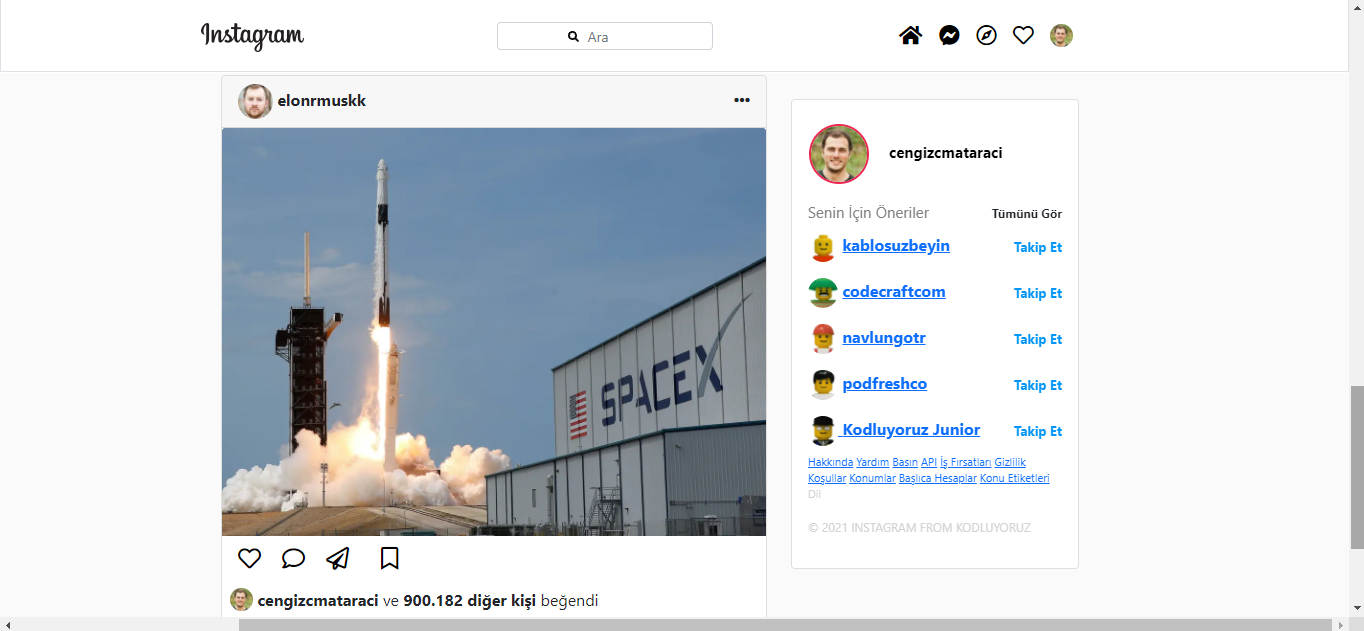 Instagram
Ara
elonrmuskk
SPACEX
cengizcmataraci ve 900.182 diğer kişi beğendi
cengizcmataraci
Senin İçin Öneriler Tümünü Gör
kablosuzbeyin Takip Et
codecraftcom Takip Et
navlungotr Takip Et
podfreshco Takip Et
Kodluyoruz Junior Takip Et
Hakkında Yardım Basın API İş Fırsatları Gizlilik
Koşullar Konumlar Başlıca Hesaplar Konu Etiketleri
Dil
© 2021 INSTAGRAM FROM KODLUYORUZ